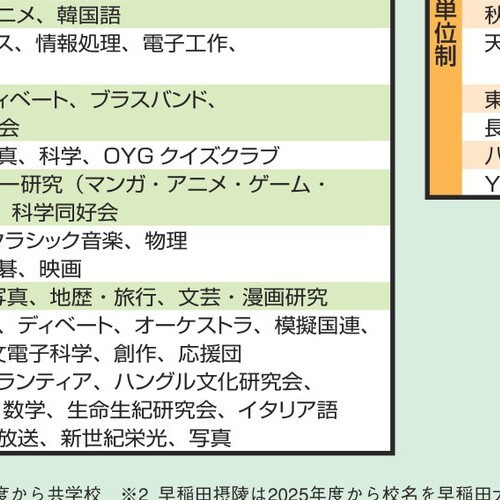 ニメ、韓国語
ス、情報処理、電子工作、
ィベート、ブラスバンド、
会
真、科学、OYGクイズクラブ
ー研究（マンガ・アニメ・ゲーム・
、科学同好会
クラシック音楽、物理
碁、映画
写真、地歴・旅行、文芸・漫画研究
、ディベート、オーケストラ、模擬国連、
文電子科学、創作、応援団
ランティア、ハングル文化研究会、
、数学、生命生紀研究会、イタリア語
放送、新世紀栄光、写真
単位制
天
東
長
度から共学校　※2 早稲田摂陵は2025年度から校名を早稲田